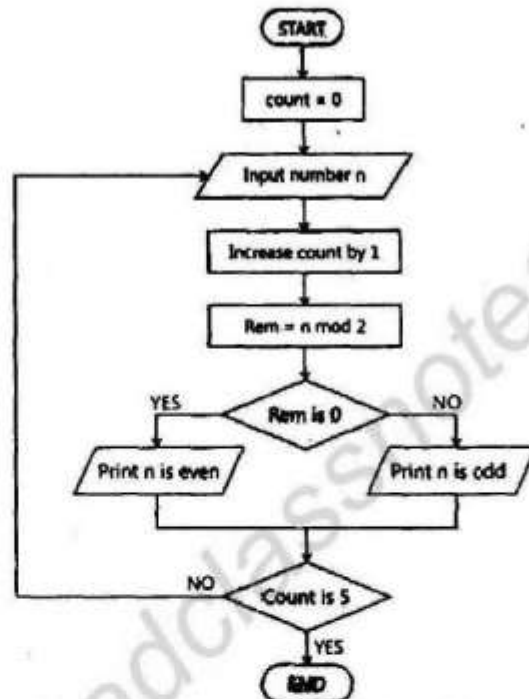 START
count = 0
Input number n
Increase count by 1
Rem = n mod 2
YES
Rem is 0
NO
Print n is even
Print n is odd
NO
Count is 5
YES
END